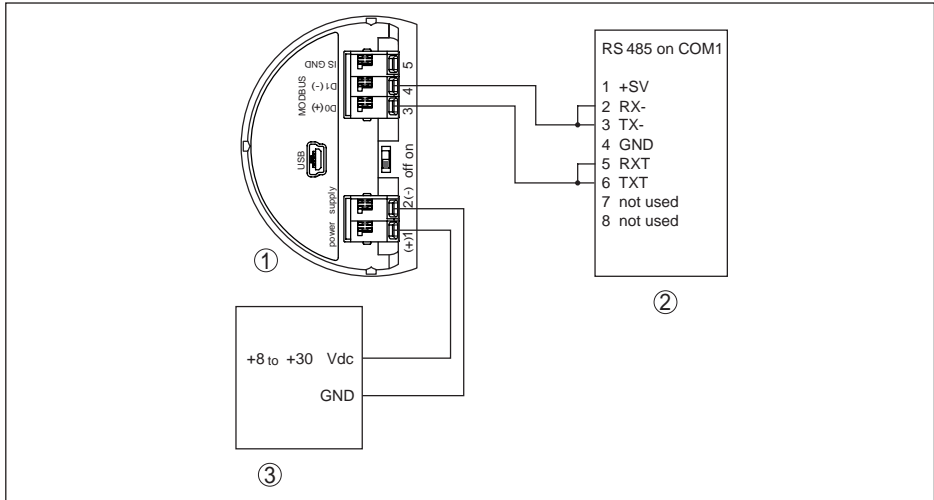 IS GND
MODBUS
D1(-)
D0(+)
USB
power supply
5
4
3
off on
2(-)
(+)1
1
RS 485 on COM1
1 +SV
2 RX-
3 TX-
4 GND
5 RXT
6 TXT
7 not used
8 not used
2
+8 to +30 Vdc
GND
3